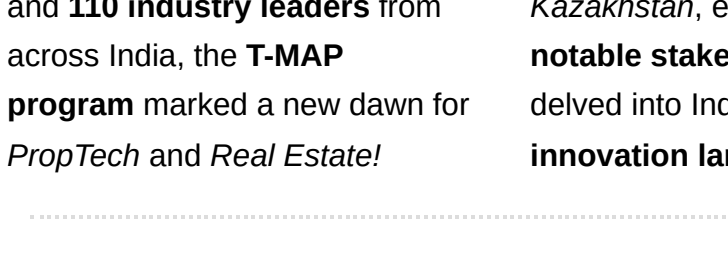 and 110 industry leaders from
across India, the T-MAP
program marked a new dawn for
PropTech and Real Estate!
Kazakhstan,
notable
delved into
innovation